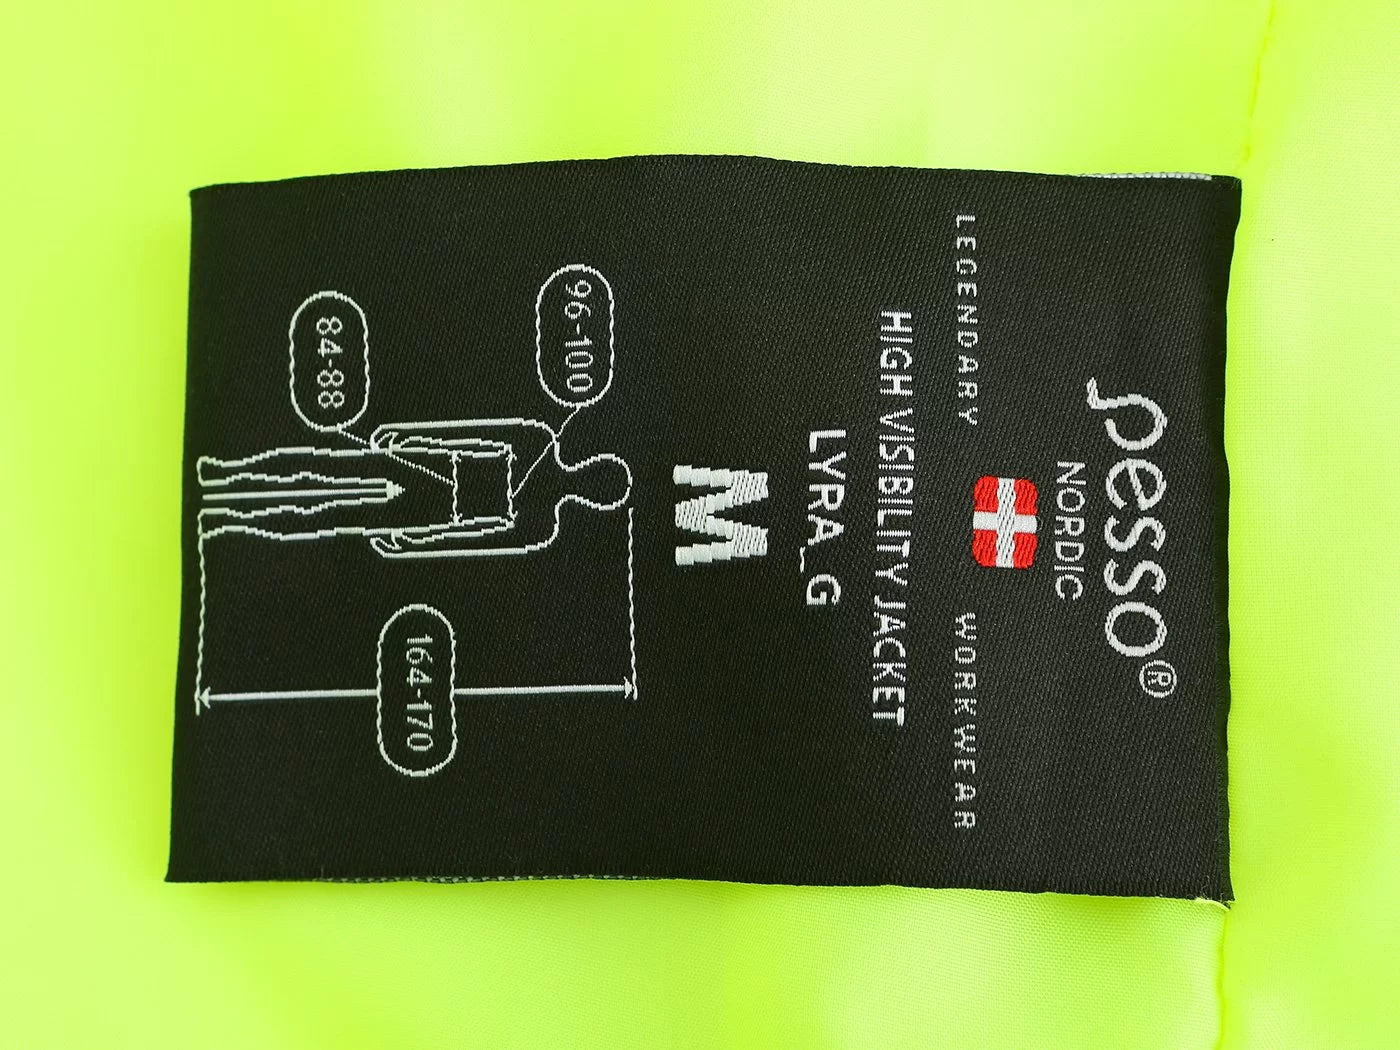 pesso®
NORDIC
LEGENDARY WORKWEAR
HIGH VISIBILITY JACKET
LYRA_G
M
96-100
84-88
164-170